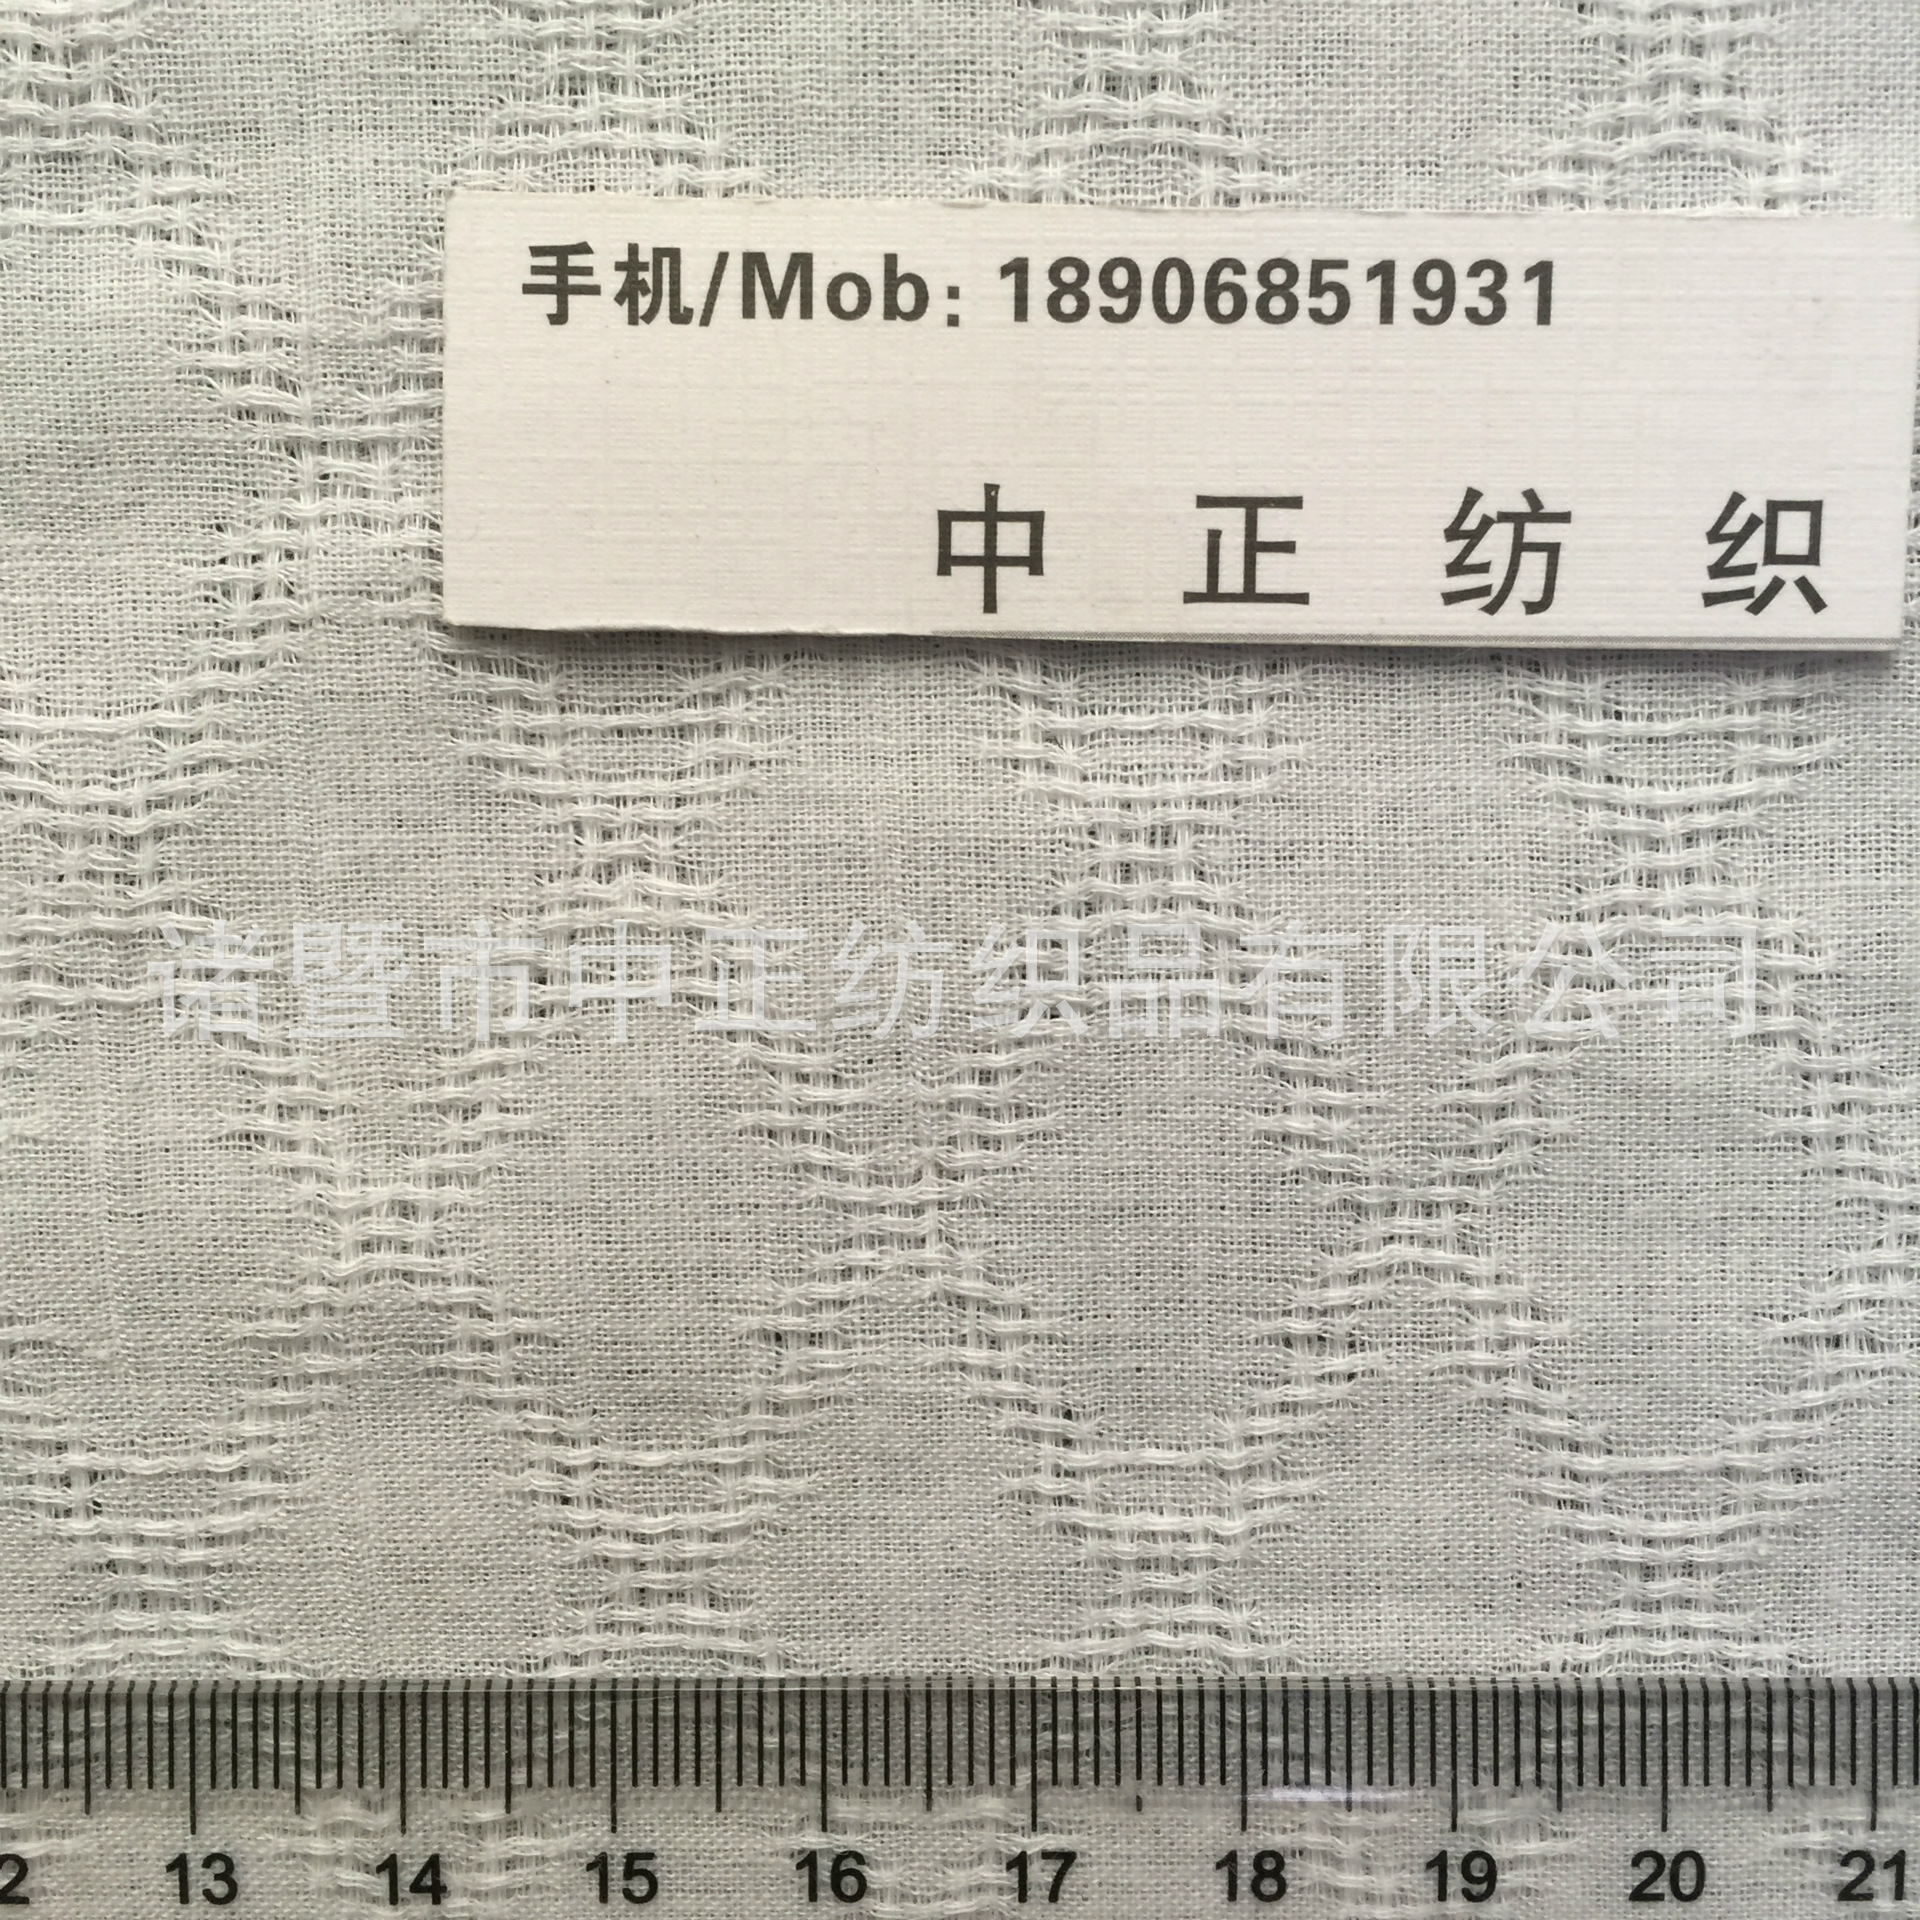 手机/Mob: 18906851931
中正纺织
诸暨市中正纺织品有限公司
2 13 14 15 16 17 18 19 20 21